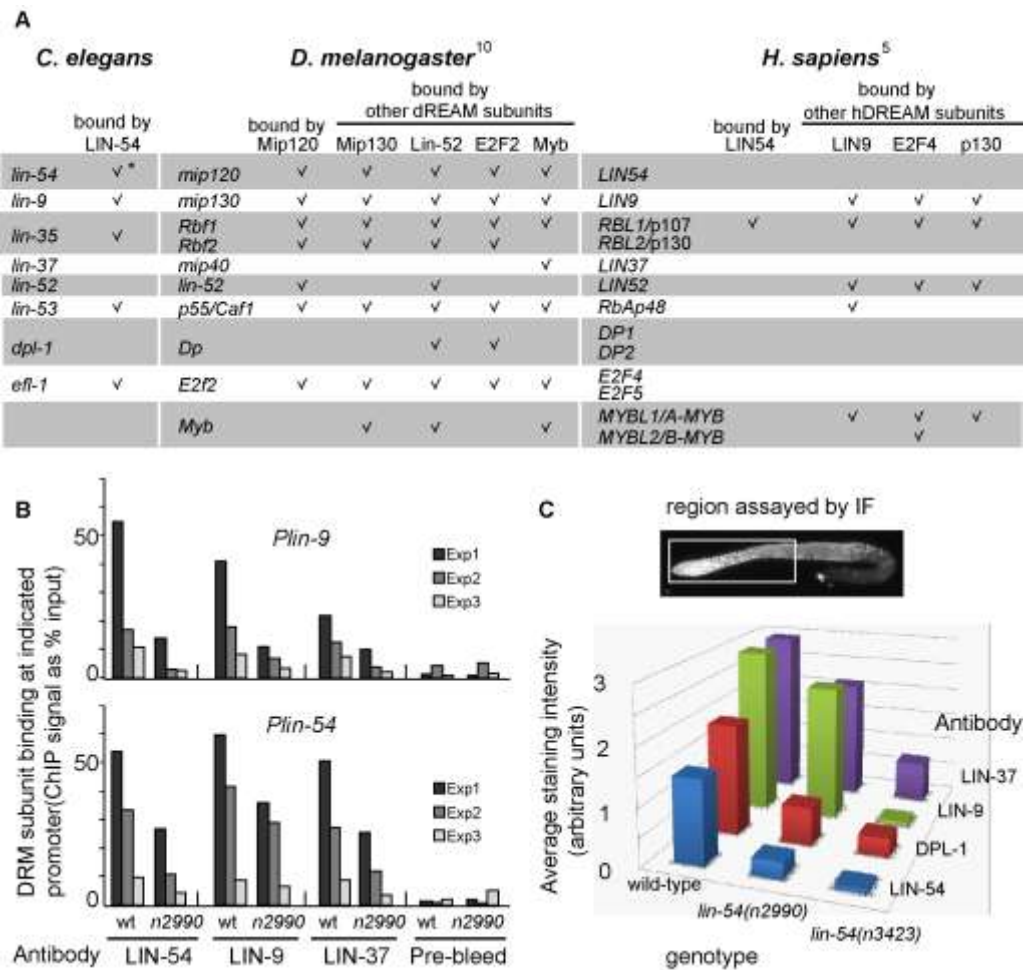 A
C. elegans D. melanogaster10 H. sapiens5
bound by LIN-54
bound by Mip120
bound by other dREAM subunits
Mip130 Lin-52 E2F2 Myb
bound by LIN54
bound by other hDREAM subunits
LIN9 E2F4 p130
lin-54 √* mip120 √ √ √ √ √ LIN54
lin-9 √ mip130 √ √ √ √ √ LIN9 √ √ √
lin-35 √ Rbf1 √ √ √ √ √ RBL1/p107 √ √ √ √
Rbf2 √ √ √ √ RBL2/p130
lin-37 mip40 √ LIN37
lin-52 lin-52 √ √ LIN52 √ √ √
lin-53 √ p55/Caf1 √ √ √ √ √ RbAp48 √
dpl-1 Dp √ √ DP1
DP2
efl-1 √ E2f2 √ √ √ √ √ E2F4
E2F5
Myb √ √ √ MYBL1/A-MYB √ √ √
MYBL2/B-MYB √
B
DRM subunit binding at indicated
promoter(ChIP signal as % input)
Plin-9
50
0
Exp1
Exp2
Exp3
Plin-54
50
0
Exp1
Exp2
Exp3
wt n2990 wt n2990 wt n2990 wt n2990
Antibody LIN-54 LIN-9 LIN-37 Pre-bleed
C
region assayed by IF
Average staining intensity
(arbitrary units)
3
2
1
0
Antibody
LIN-37
LIN-9
DPL-1
LIN-54
wild-type
lin-54(n2990)
lin-54(n3423)
genotype